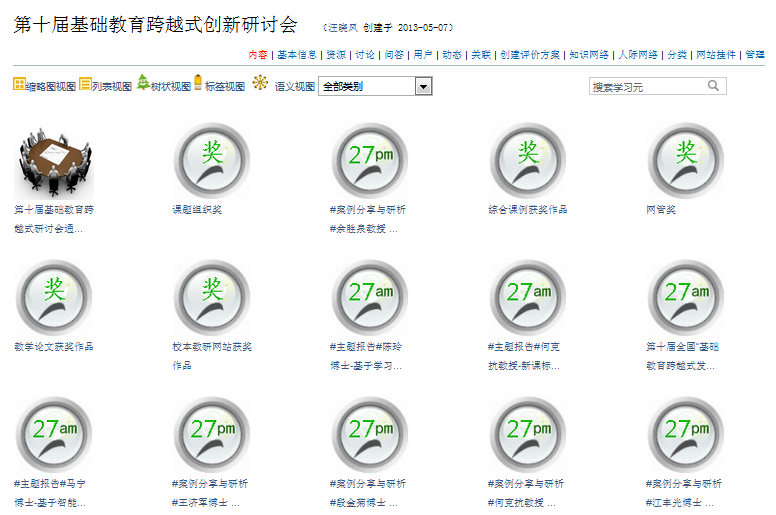 第十届基础教育跨越式创新研讨会 (汪晓风 创建于 2013-05-07)
内容 | 基本信息 | 资源 | 讨论 | 问答 | 用户 | 动态 | 关联 | 创建评价方案 | 知识网络 | 人际网络 | 分类 | 网站挂件 | 管理
缩略图视图 列表视图 树状视图 标签视图 语义视图 全部类别 搜索学习元
奖 27pm 奖 奖
第十届基础教育跨 课题组织奖 #案例分享与研析 综合课例获奖作品 网管奖
越式研讨会通... #余胜泉教授 ...
奖 奖 27am 27am 27am
教学论文获奖作品 校本教研网站获奖 #主题报告#陈玲 #主题报告#何克 第十届全国“基础
作品 博士-基于学习... 抗教授-新课标... 教育跨越式发...
27am 27pm 27pm 27pm 27pm
#主题报告#马宁 #案例分享与研析 #案例分享与研析 #案例分享与研析 #案例分享与研析
博士-基于智能... #王济军博士 ... #段金菊博士 ... #何克抗教授 ... #江丰光博士 ...